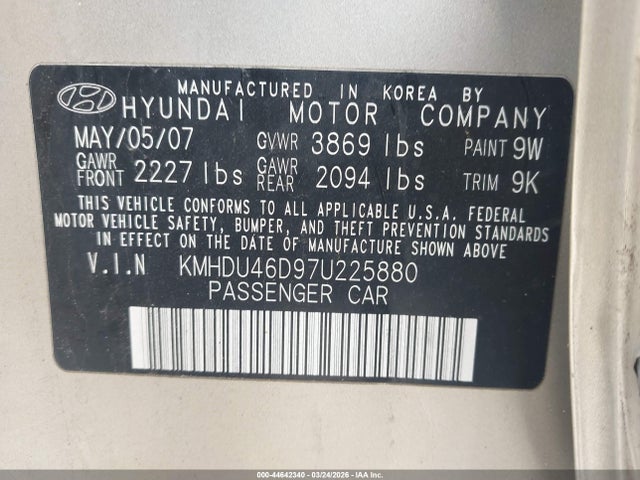 MANUFACTURED IN KOREA BY
HYUNDAI MOTOR COMPANY
MAY/05/07 GVWR 3869 lbs PAINT 9W
GAWR FRONT 2227 lbs GAWR REAR 2094 lbs TRIM 9K
THIS VEHICLE CONFORMS TO ALL APPLICABLE U.S.A. FEDERAL
MOTOR VEHICLE SAFETY, BUMPER, AND THEFT PREVENTION STANDARDS
IN EFFECT ON THE DATE OF MANUFACTURE SHOWN ABOVE
V.I.N KMHDU46D97U225880
PASSENGER CAR
000-44642340 - 03/24/2026 - IAA Inc.